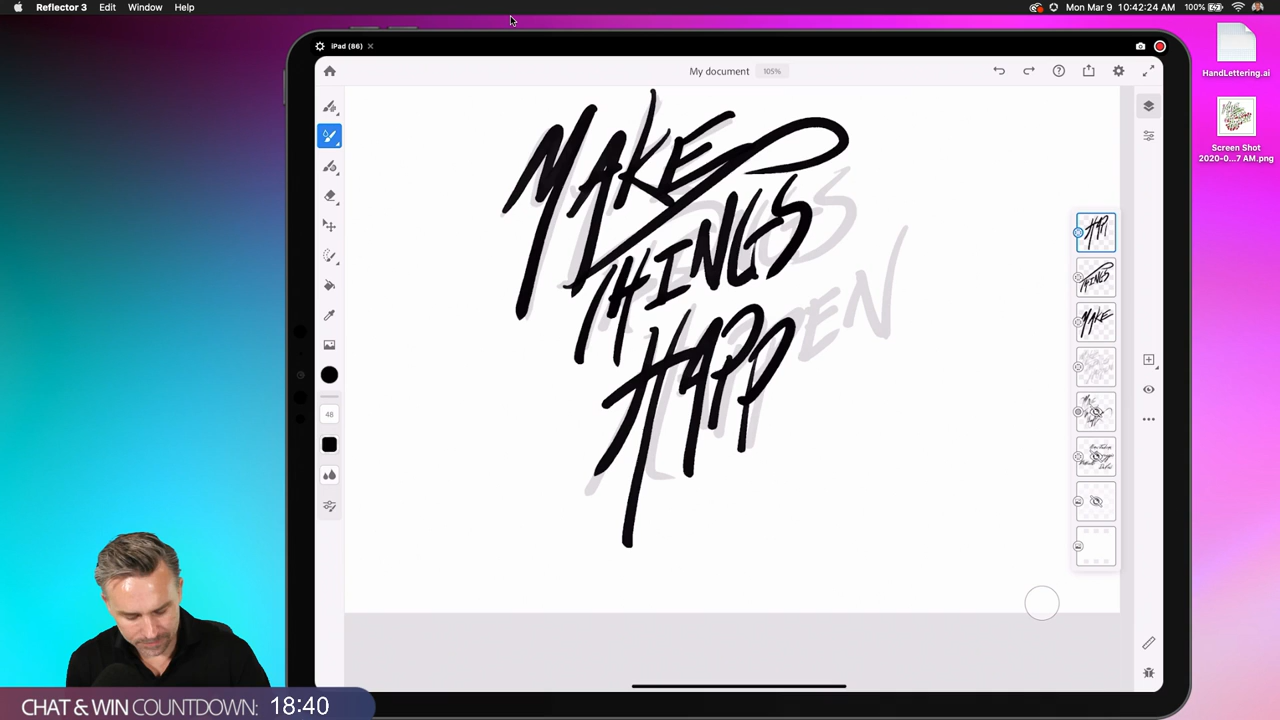 Reflector 3 Edit Window Help
Mon Mar 9 10:42:24 AM 100%
iPad (86)
My document 105%
HandLettering.ai
Screen Shot
2020-0...7 AM.png
MAKE
THINGS
HAPP
EN
48
CHAT & WIN COUNTDOWN: 18:40